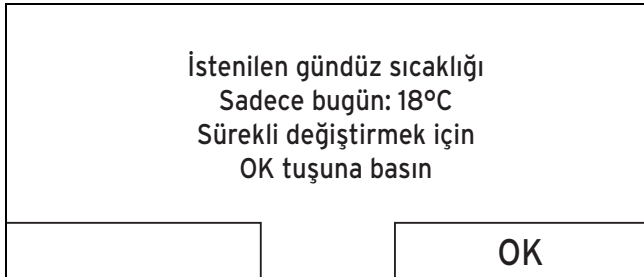 İstenilen gündüz sıcaklığı
Sadece bugün: 18°C
Sürekli değiştirmek için
OK tuşuna basın
OK